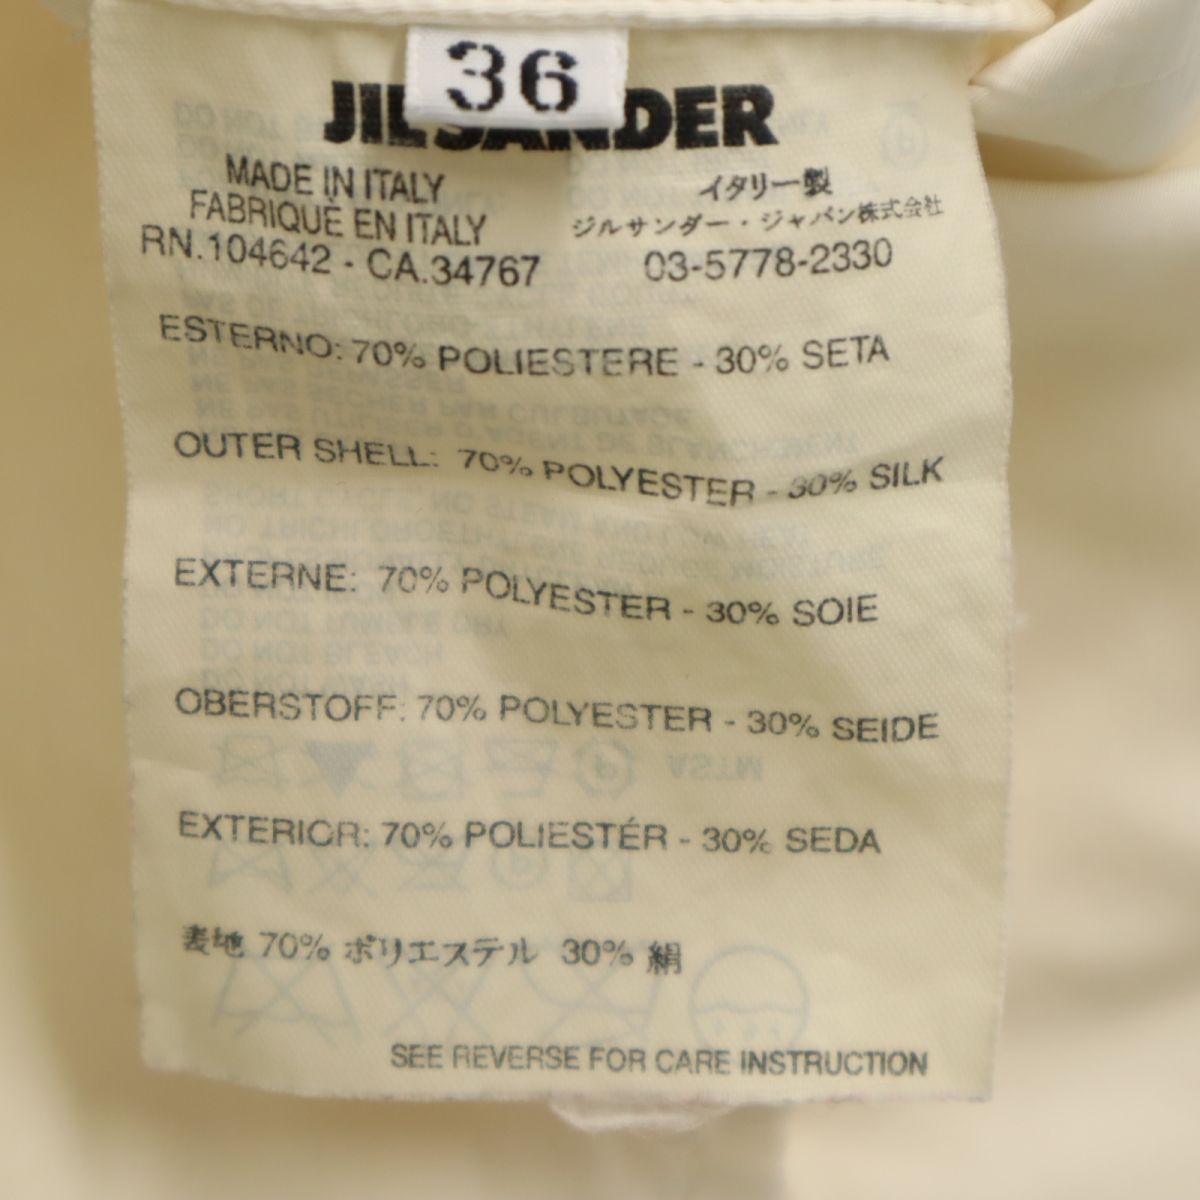 36
JIL SANDER
MADE IN ITALY
FABRIQUÈ EN ITALY
RN.104642 - CA.34767
イタリー製
ジルサンダー・ジャパン株式会社
03-5778-2330
ESTERNO: 70% POLIESTERE - 30% SETA
OUTER SHELL: 70% POLYESTER - 30% SILK
EXTERNE: 70% POLYESTER - 30% SOIE
OBERSTOFF: 70% POLYESTER - 30% SEIDE
EXTERIOR: 70% POLIESTÉR - 30% SEDA
表地 70% ポリエステル 30% 絹
SEE REVERSE FOR CARE INSTRUCTION